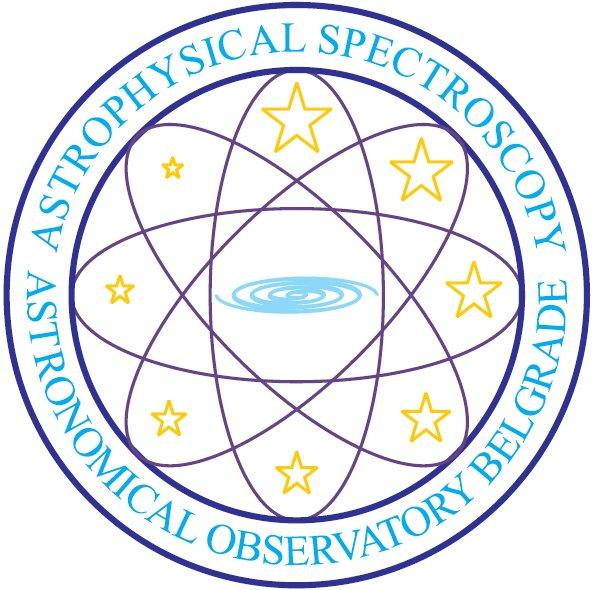 ASTROPHYSICAL SPECTROSCOPY
ASTRONOMICAL OBSERVATORY BELGRADE